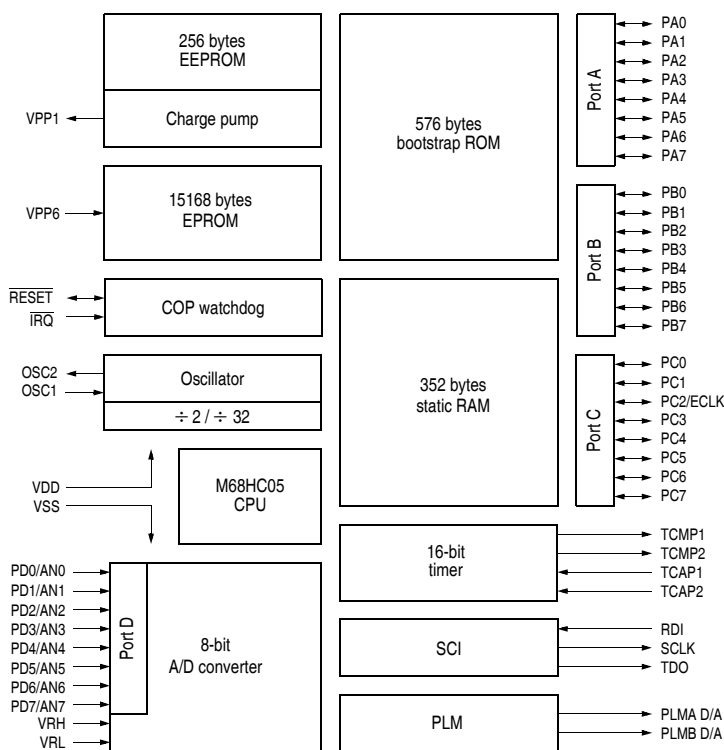 256 bytes
EEPROM
VPP1
Charge pump
15168 bytes
EPROM
VPP6
RESET
IRQ
COP watchdog
OSC2
OSC1
Oscillator
÷ 2 / ÷ 32
VDD
VSS
M68HC05
CPU
PD0/AN0
PD1/AN1
PD2/AN2
PD3/AN3
PD4/AN4
PD5/AN5
PD6/AN6
PD7/AN7
VRH
VRL
Port D
8-bit
A/D converter
576 bytes
bootstrap ROM
352 bytes
static RAM
16-bit
timer
SCI
PLM
Port A
PA0
PA1
PA2
PA3
PA4
PA5
PA6
PA7
Port B
PB0
PB1
PB2
PB3
PB4
PB5
PB6
PB7
Port C
PC0
PC1
PC2/ECLK
PC3
PC4
PC5
PC6
PC7
TCMP1
TCMP2
TCAP1
TCAP2
RDI
SCLK
TDO
PLMA D/A
PLMB D/A